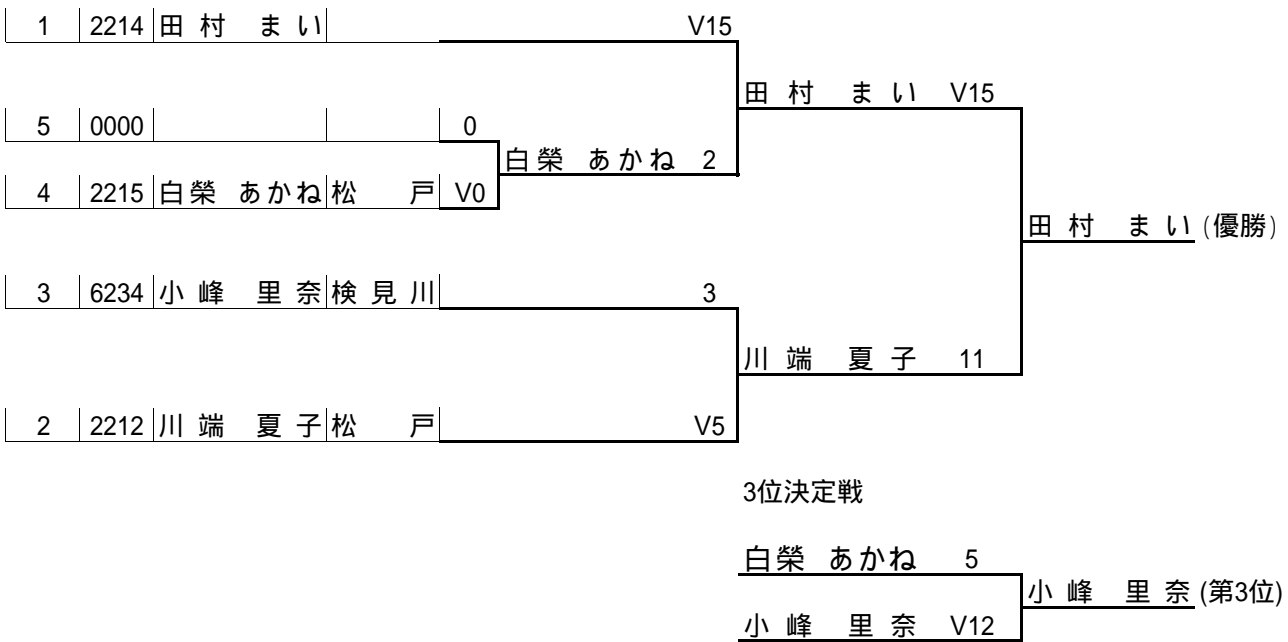 1 2214 田村 まい V15
田村 まい V15
5 0000 0
白榮 あかね 2
4 2215 白榮 あかね 松 戸 V0
田村 まい (優勝)
3 6234 小峰 里奈 検見川 3
川端 夏子 11
2 2212 川端 夏子 松 戸 V5
3位決定戦
白榮 あかね 5
小峰 里奈 (第3位)
小峰 里奈 V12